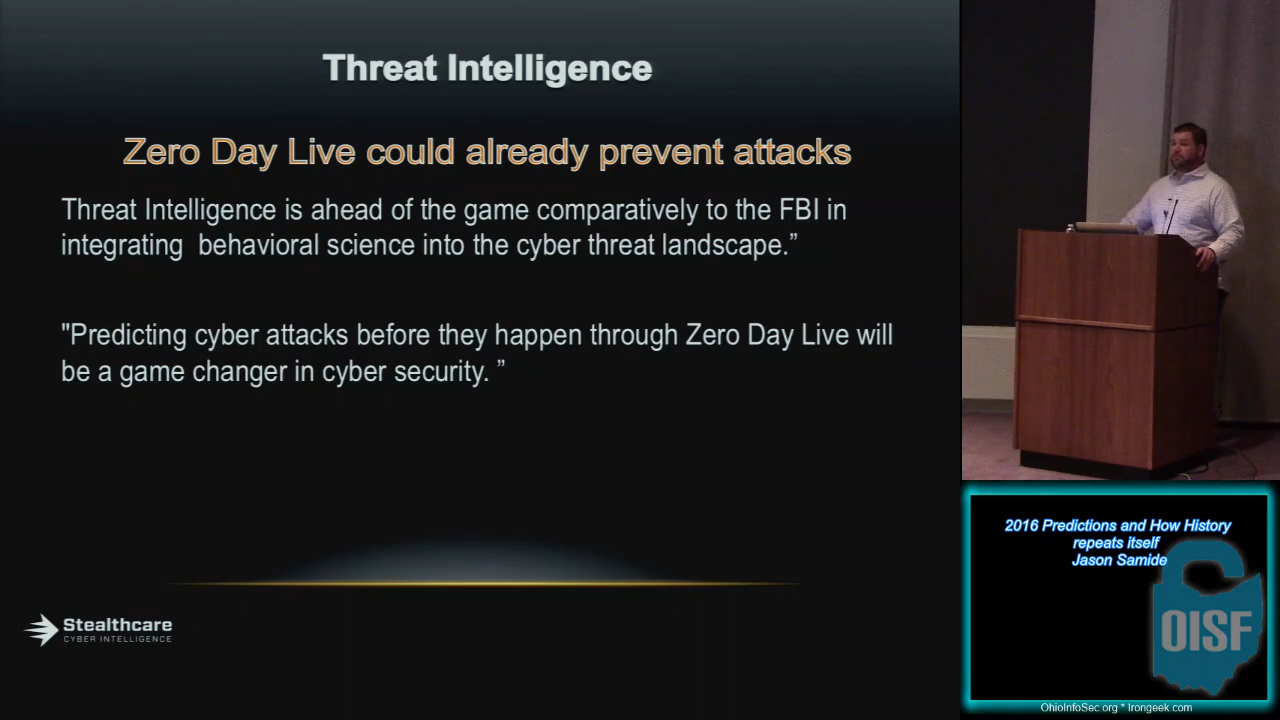 Threat Intelligence
Zero Day Live could already prevent attacks
Threat Intelligence is ahead of the game comparatively to the FBI in
integrating  behavioral science into the cyber threat landscape.”
"Predicting cyber attacks before they happen through Zero Day Live will
be a game changer in cyber security. ”
Stealthcare
CYBER INTELLIGENCE
2016 Predictions and How History
repeats itself
Jason Samide
OISF
OhioInfoSec.org * Irongeek.com